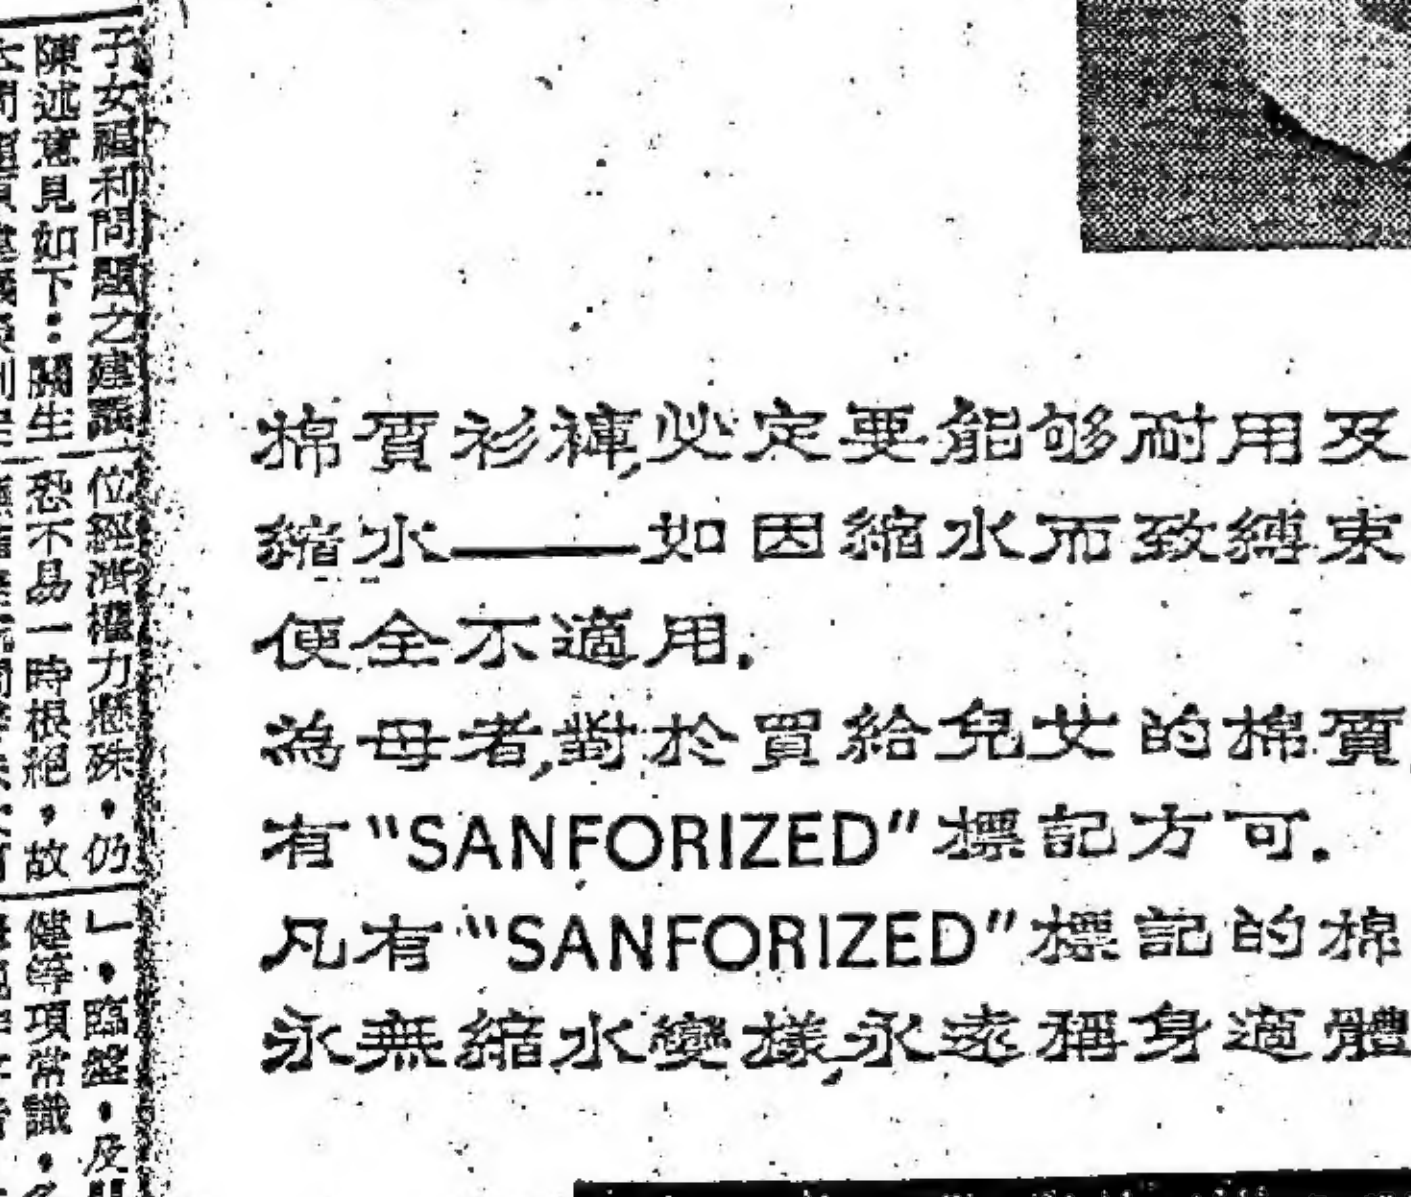 棉質衫褲,必定要能够耐用及
縮水——如因縮水而致縛束
便全不適用.
為母者,對於買給兒女的棉質
有"SANFORIZED"標記方可.
凡有"SANFORIZED"標記的棉
永無縮水變樣,永遠稱身適體
子女福利問題之建議
陳述意見如下：關生
位經濟權力懸殊，仍
恐不易一時根絕，故
」，臨盤，及
健等項常識，